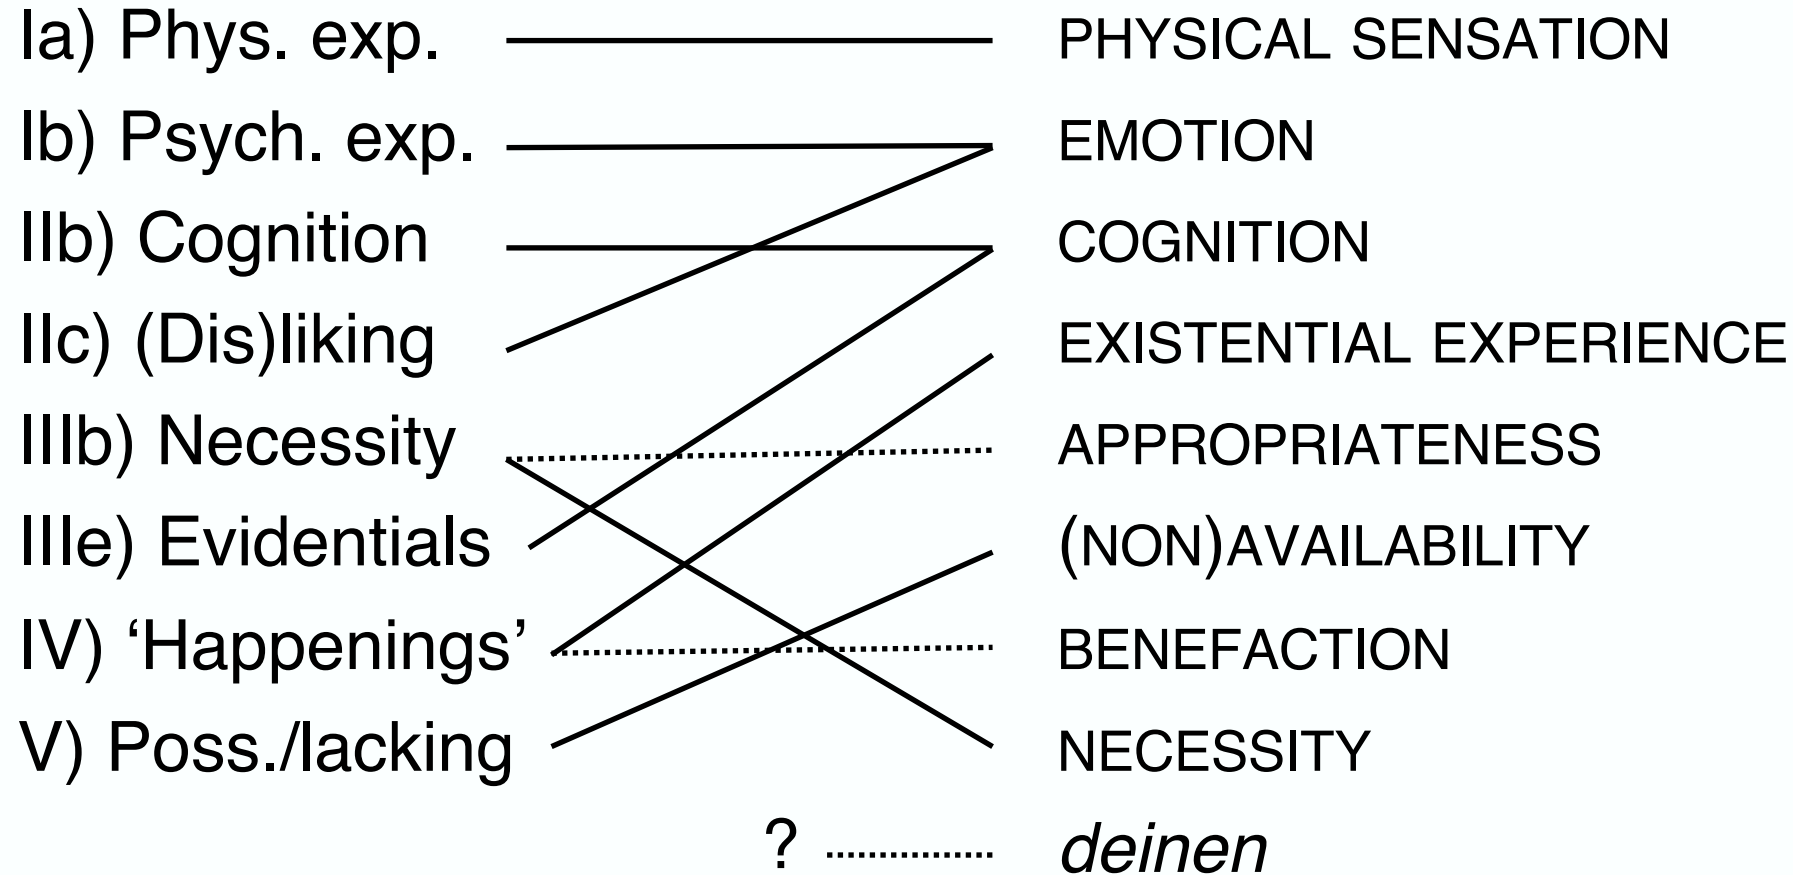 Ia) Phys. exp. PHYSICAL SENSATION
Ib) Psych. exp. EMOTION
IIb) Cognition COGNITION
IIc) (Dis)liking EXISTENTIAL EXPERIENCE
IIIb) Necessity APPROPRIATENESS
IIIe) Evidentials (NON)AVAILABILITY
IV) ‘Happenings’ BENEFACTION
V) Poss./lacking NECESSITY
? deinen